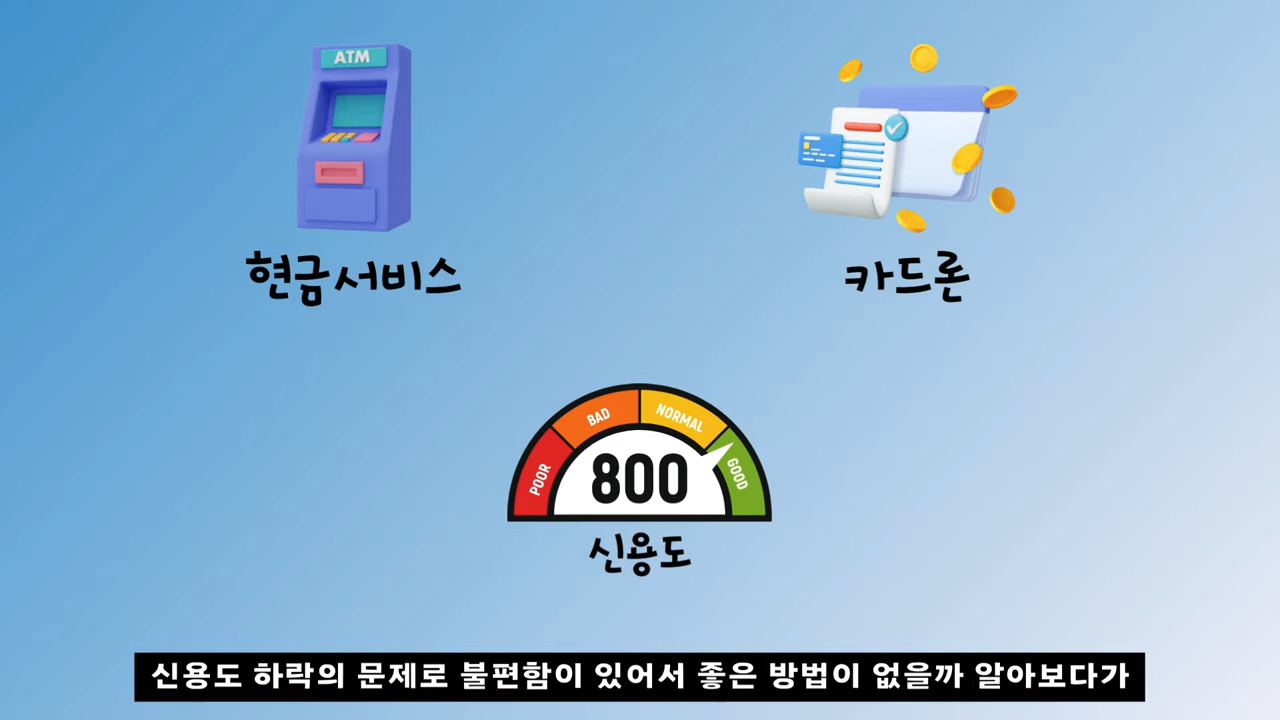 ATM
현금서비스
카드론
POOR
BAD
NORMAL
GOOD
800
신용도
신용도 하락의 문제로 불편함이 있어서 좋은 방법이 없을까 알아보다가